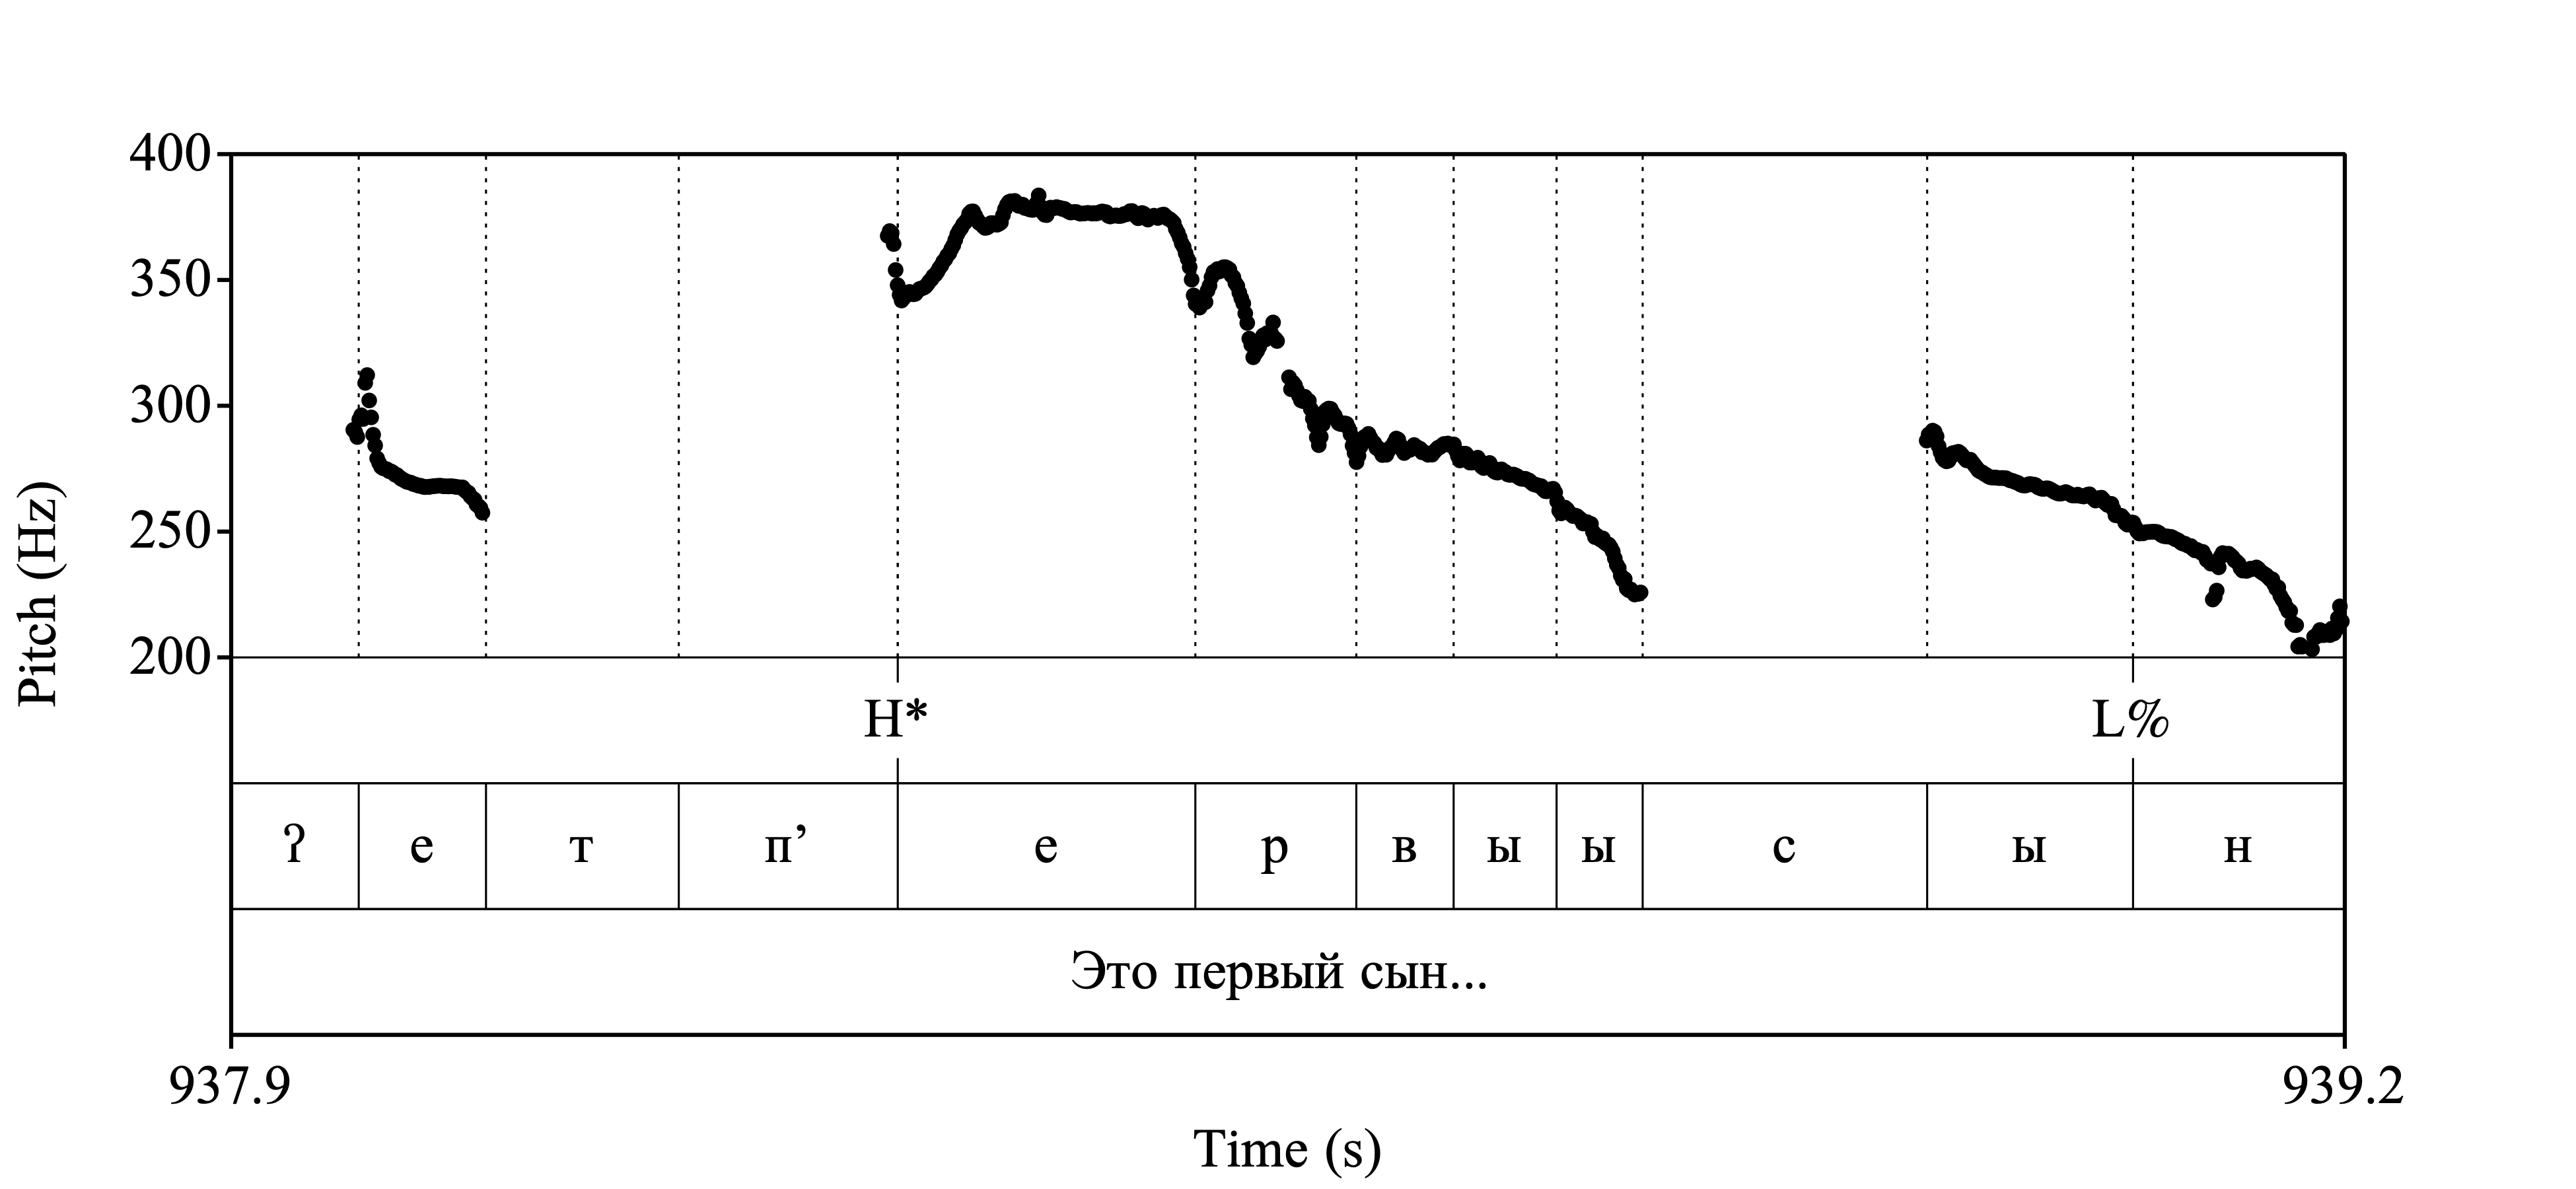 400
350
300
250
200
Pitch (Hz)
H* L%
ʔ е т п’ е р в ы ы с ы н
Это первый сын...
937.9 939.2
Time (s)